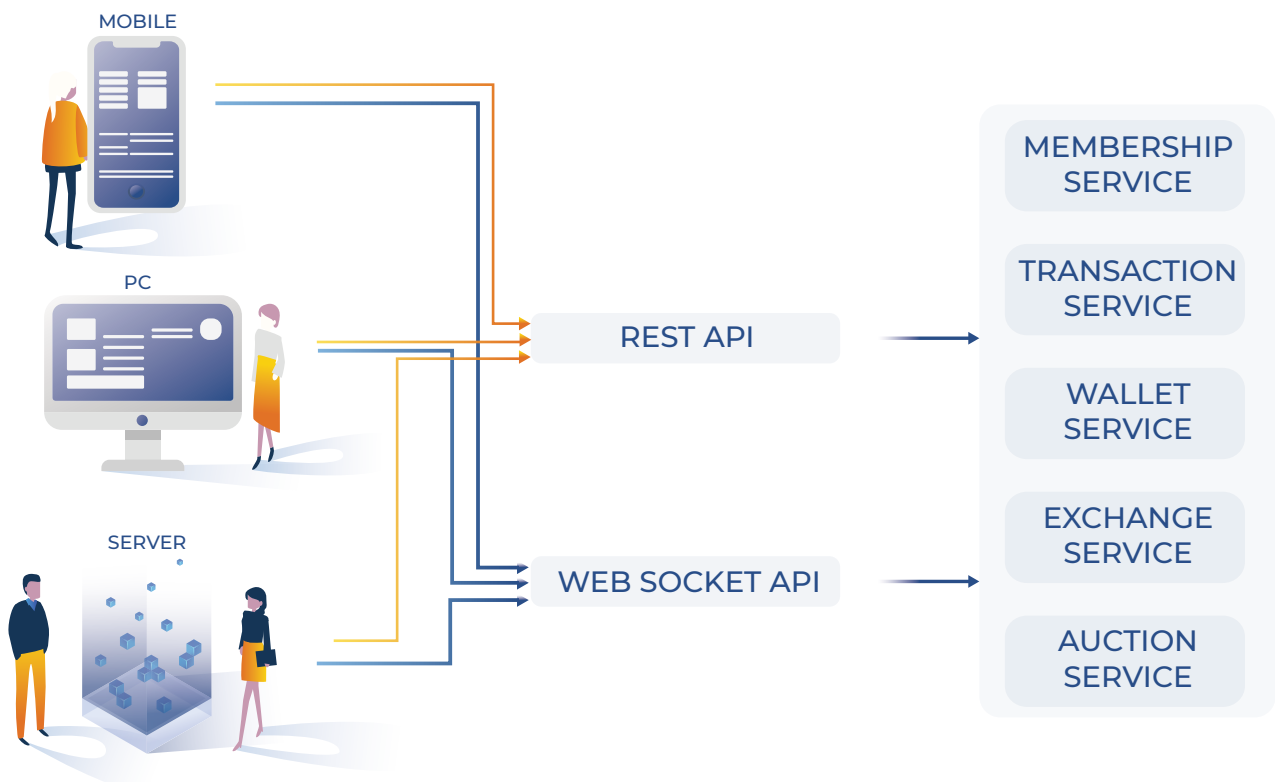 MOBILE
PC
SERVER
REST API
WEB SOCKET API
MEMBERSHIP
SERVICE
TRANSACTION
SERVICE
WALLET
SERVICE
EXCHANGE
SERVICE
AUCTION
SERVICE